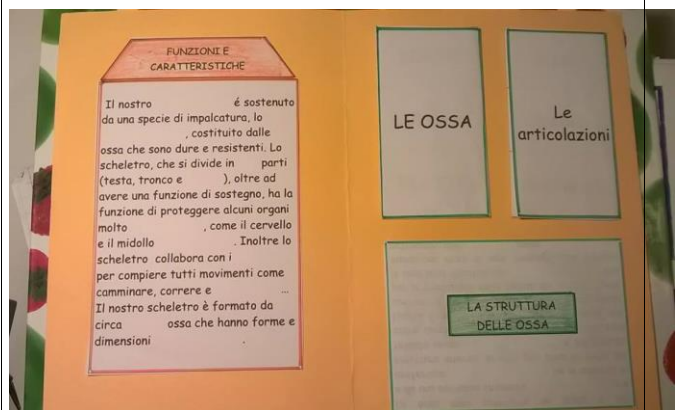 FUNZIONI E
CARATTERISTICHE
Il nostro é sostenuto
da una specie di impalcatura, lo
, costituito dalle
ossa che sono dure e resistenti. Lo
scheletro, che si divide in parti
(testa, tronco e ), oltre ad
avere una funzione di sostegno, ha la
funzione di proteggere alcuni organi
molto , come il cervello
e il midollo . Inoltre lo
scheletro collabora con i
per compiere tutti movimenti come
camminare, correre e ...
Il nostro scheletro è formato da
circa ossa che hanno forme e
dimensioni .
LE OSSA
Le
articolazioni
LA STRUTTURA
DELLE OSSA